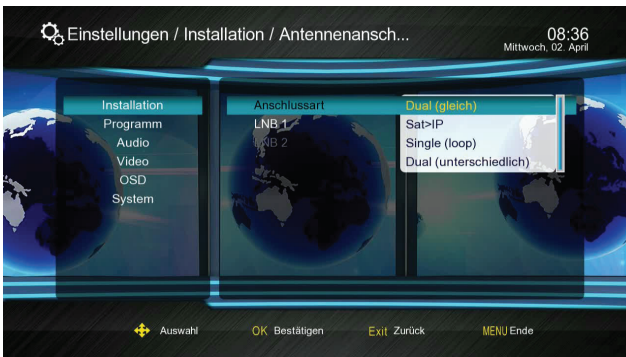 Einstellungen / Installation / Antennenansch...
08:36
Mittwoch, 02. April
Installation
Programm
Audio
Video
OSD
System
Anschlussart
LNB 1
LNB 2
Dual (gleich)
Sat>IP
Single (loop)
Dual (unterschiedlich)
Auswahl
OK Bestätigen
Exit Zurück
MENU Ende